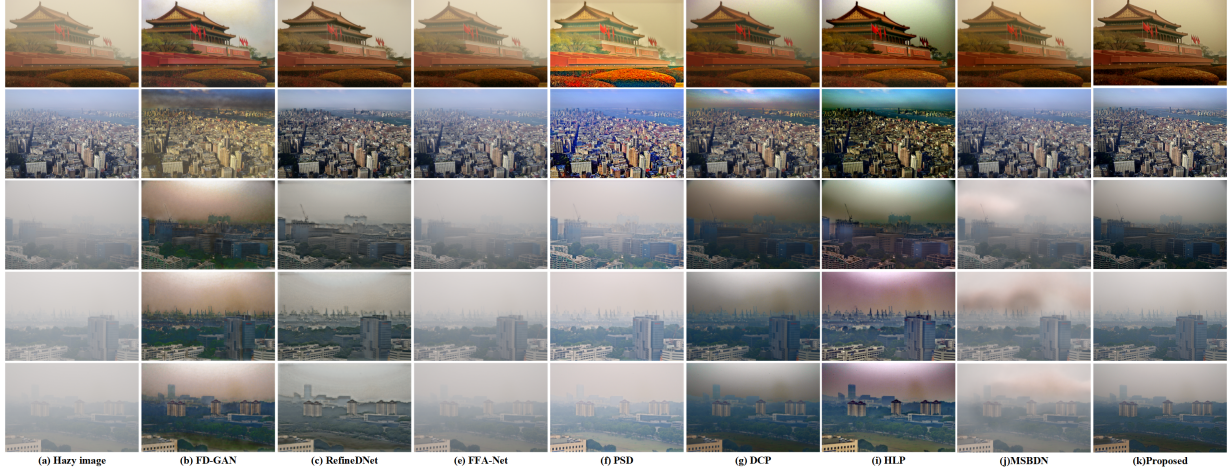 (a) Hazy image (b) FD-GAN (c) RefineDNet (e) FFA-Net (f) PSD (g) DCP (i) HLP (j)MSBDN (k)Proposed